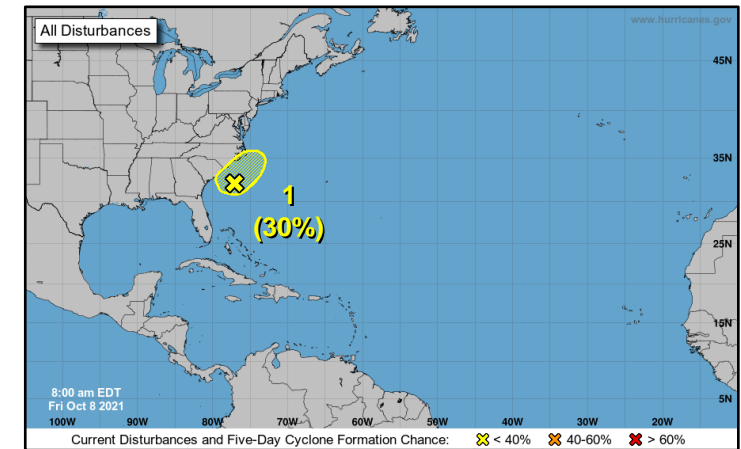 All Disturbances
www.hurricanes.gov
45N
35N
1
(30%)
25N
15N
8:00 am EDT
Fri Oct 8 2021
5N
100W 90W 80W 70W 60W 50W 40W 30W 20W
Current Disturbances and Five-Day Cyclone Formation Chance: < 40% 40-60% > 60%